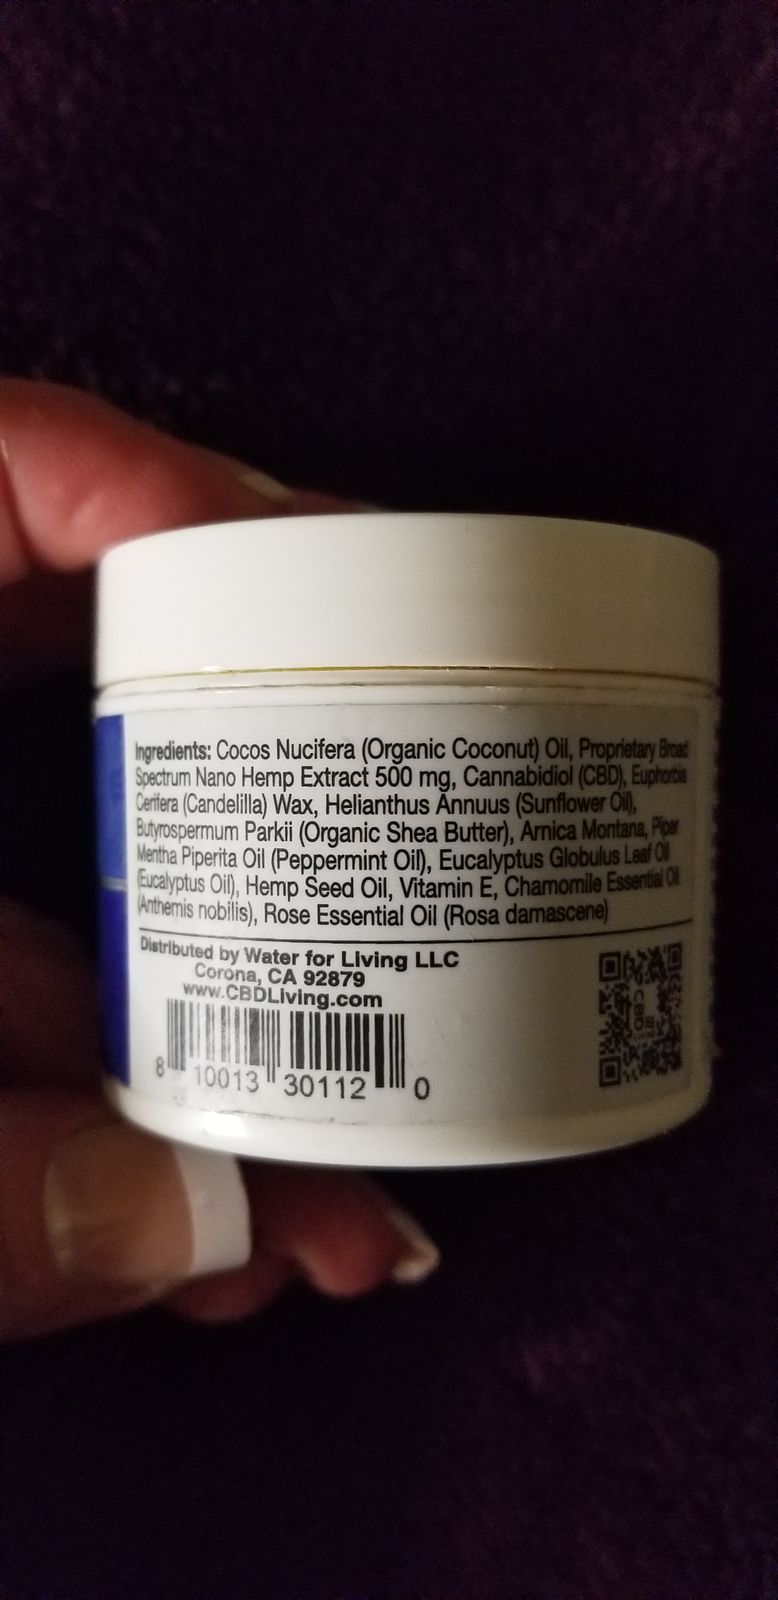 Ingredients: Cocos Nucifera (Organic Coconut) Oil, Proprietary Broad
Spectrum Nano Hemp Extract 500 mg, Cannabidiol (CBD), Euphorbia
Cerifera (Candelilla) Wax, Helianthus Annuus (Sunflower Oil),
Butyrospermum Parkii (Organic Shea Butter), Arnica Montana, Piper
Mentha Piperita Oil (Peppermint Oil), Eucalyptus Globulus Leaf Oil
(Eucalyptus Oil), Hemp Seed Oil, Vitamin E, Chamomile Essential Oil
(Anthemis nobilis), Rose Essential Oil (Rosa damascene)
Distributed by Water for Living LLC
Corona, CA 92879
www.CBDLiving.com
8 10013 30112 0
CBD